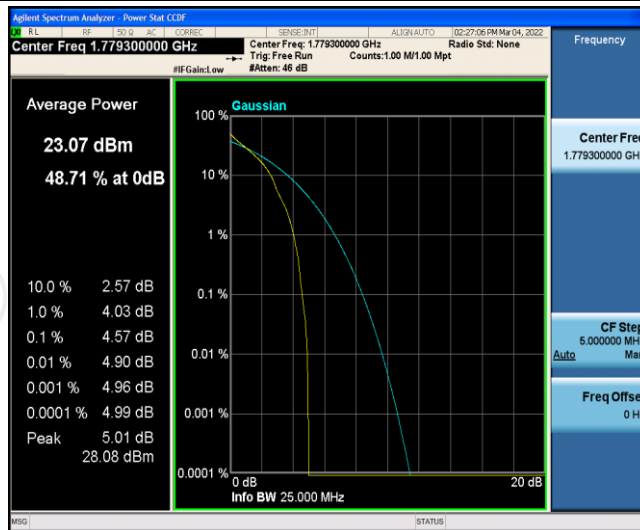 Agilent Spectrum Analyzer - Power Stat CCDF
RL RF 50 Ω AC CORREC SENSE:INT ALIGN AUTO 02:27:06 PM Mar 04, 2022
Center Freq 1.779300000 GHz
Center Freq: 1.779300000 GHz Radio Std: None
Trig: Free Run Counts:1.00 M/1.00 Mpt
#IFGain:Low #Atten: 46 dB
Frequency
Average Power
23.07 dBm
48.71 % at 0dB
10.0 % 2.57 dB
1.0 % 4.03 dB
0.1 % 4.57 dB
0.01 % 4.90 dB
0.001 % 4.96 dB
0.0001 % 4.99 dB
Peak 5.01 dB
28.08 dBm
Gaussian
100 %
10 %
1 %
0.1 %
0.01 %
0.001 %
0.0001 %
0 dB 20 dB
Info BW 25.000 MHz
Center Fre
1.779300000 GH
CF Step
5.000000 MH
Auto Ma
Freq Offse
0 H
MSG STATUS